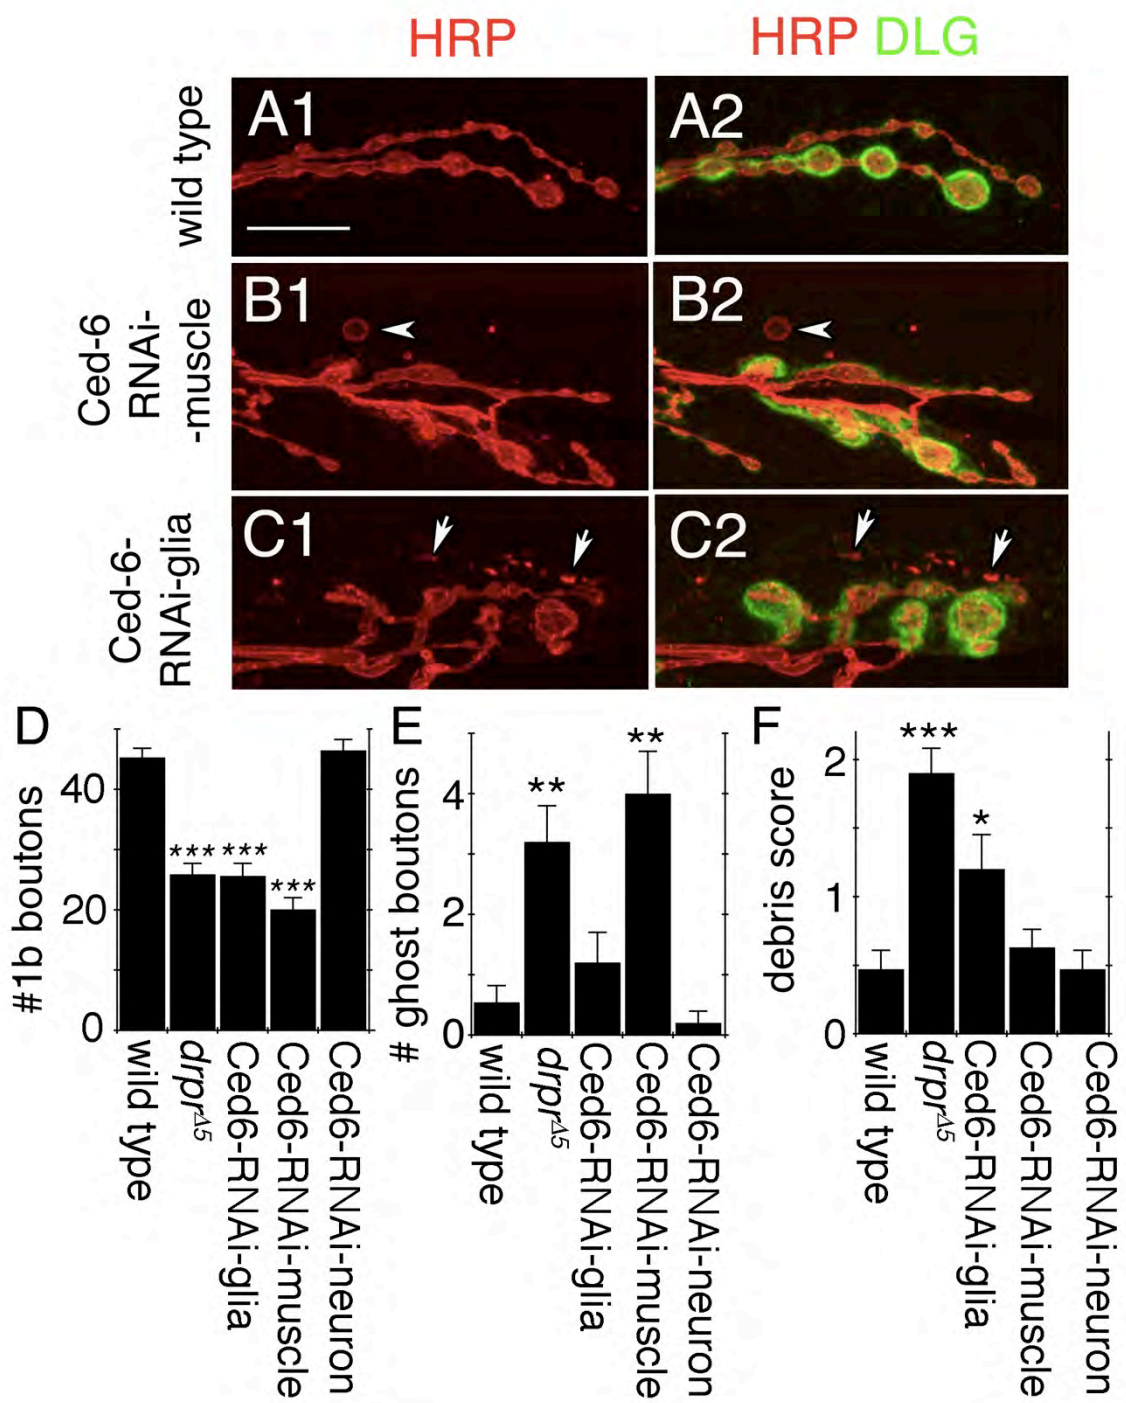 HRP
HRP DLG
wild type
A1
A2
Ced-6
RNAi-
-muscle
B1
B2
Ced-6-
RNAi-glia
C1
C2
D
#1b boutons
40
20
0
***
***
***
wild type
drprΔ5
Ced6-RNAi-glia
Ced6-RNAi-muscle
Ced6-RNAi-neuron
E
# ghost boutons
4
2
0
**
**
wild type
drprΔ5
Ced6-RNAi-glia
Ced6-RNAi-muscle
Ced6-RNAi-neuron
F
debris score
2
1
0
***
*
wild type
drprΔ5
Ced6-RNAi-glia
Ced6-RNAi-muscle
Ced6-RNAi-neuron